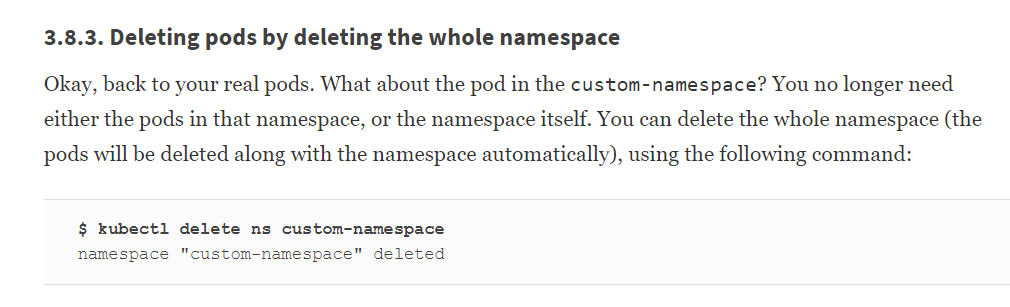 3.8.3. Deleting pods by deleting the whole namespace
Okay, back to your real pods. What about the pod in the custom-namespace? You no longer need
either the pods in that namespace, or the namespace itself. You can delete the whole namespace (the
pods will be deleted along with the namespace automatically), using the following command:
$ kubectl delete ns custom-namespace
namespace "custom-namespace" deleted